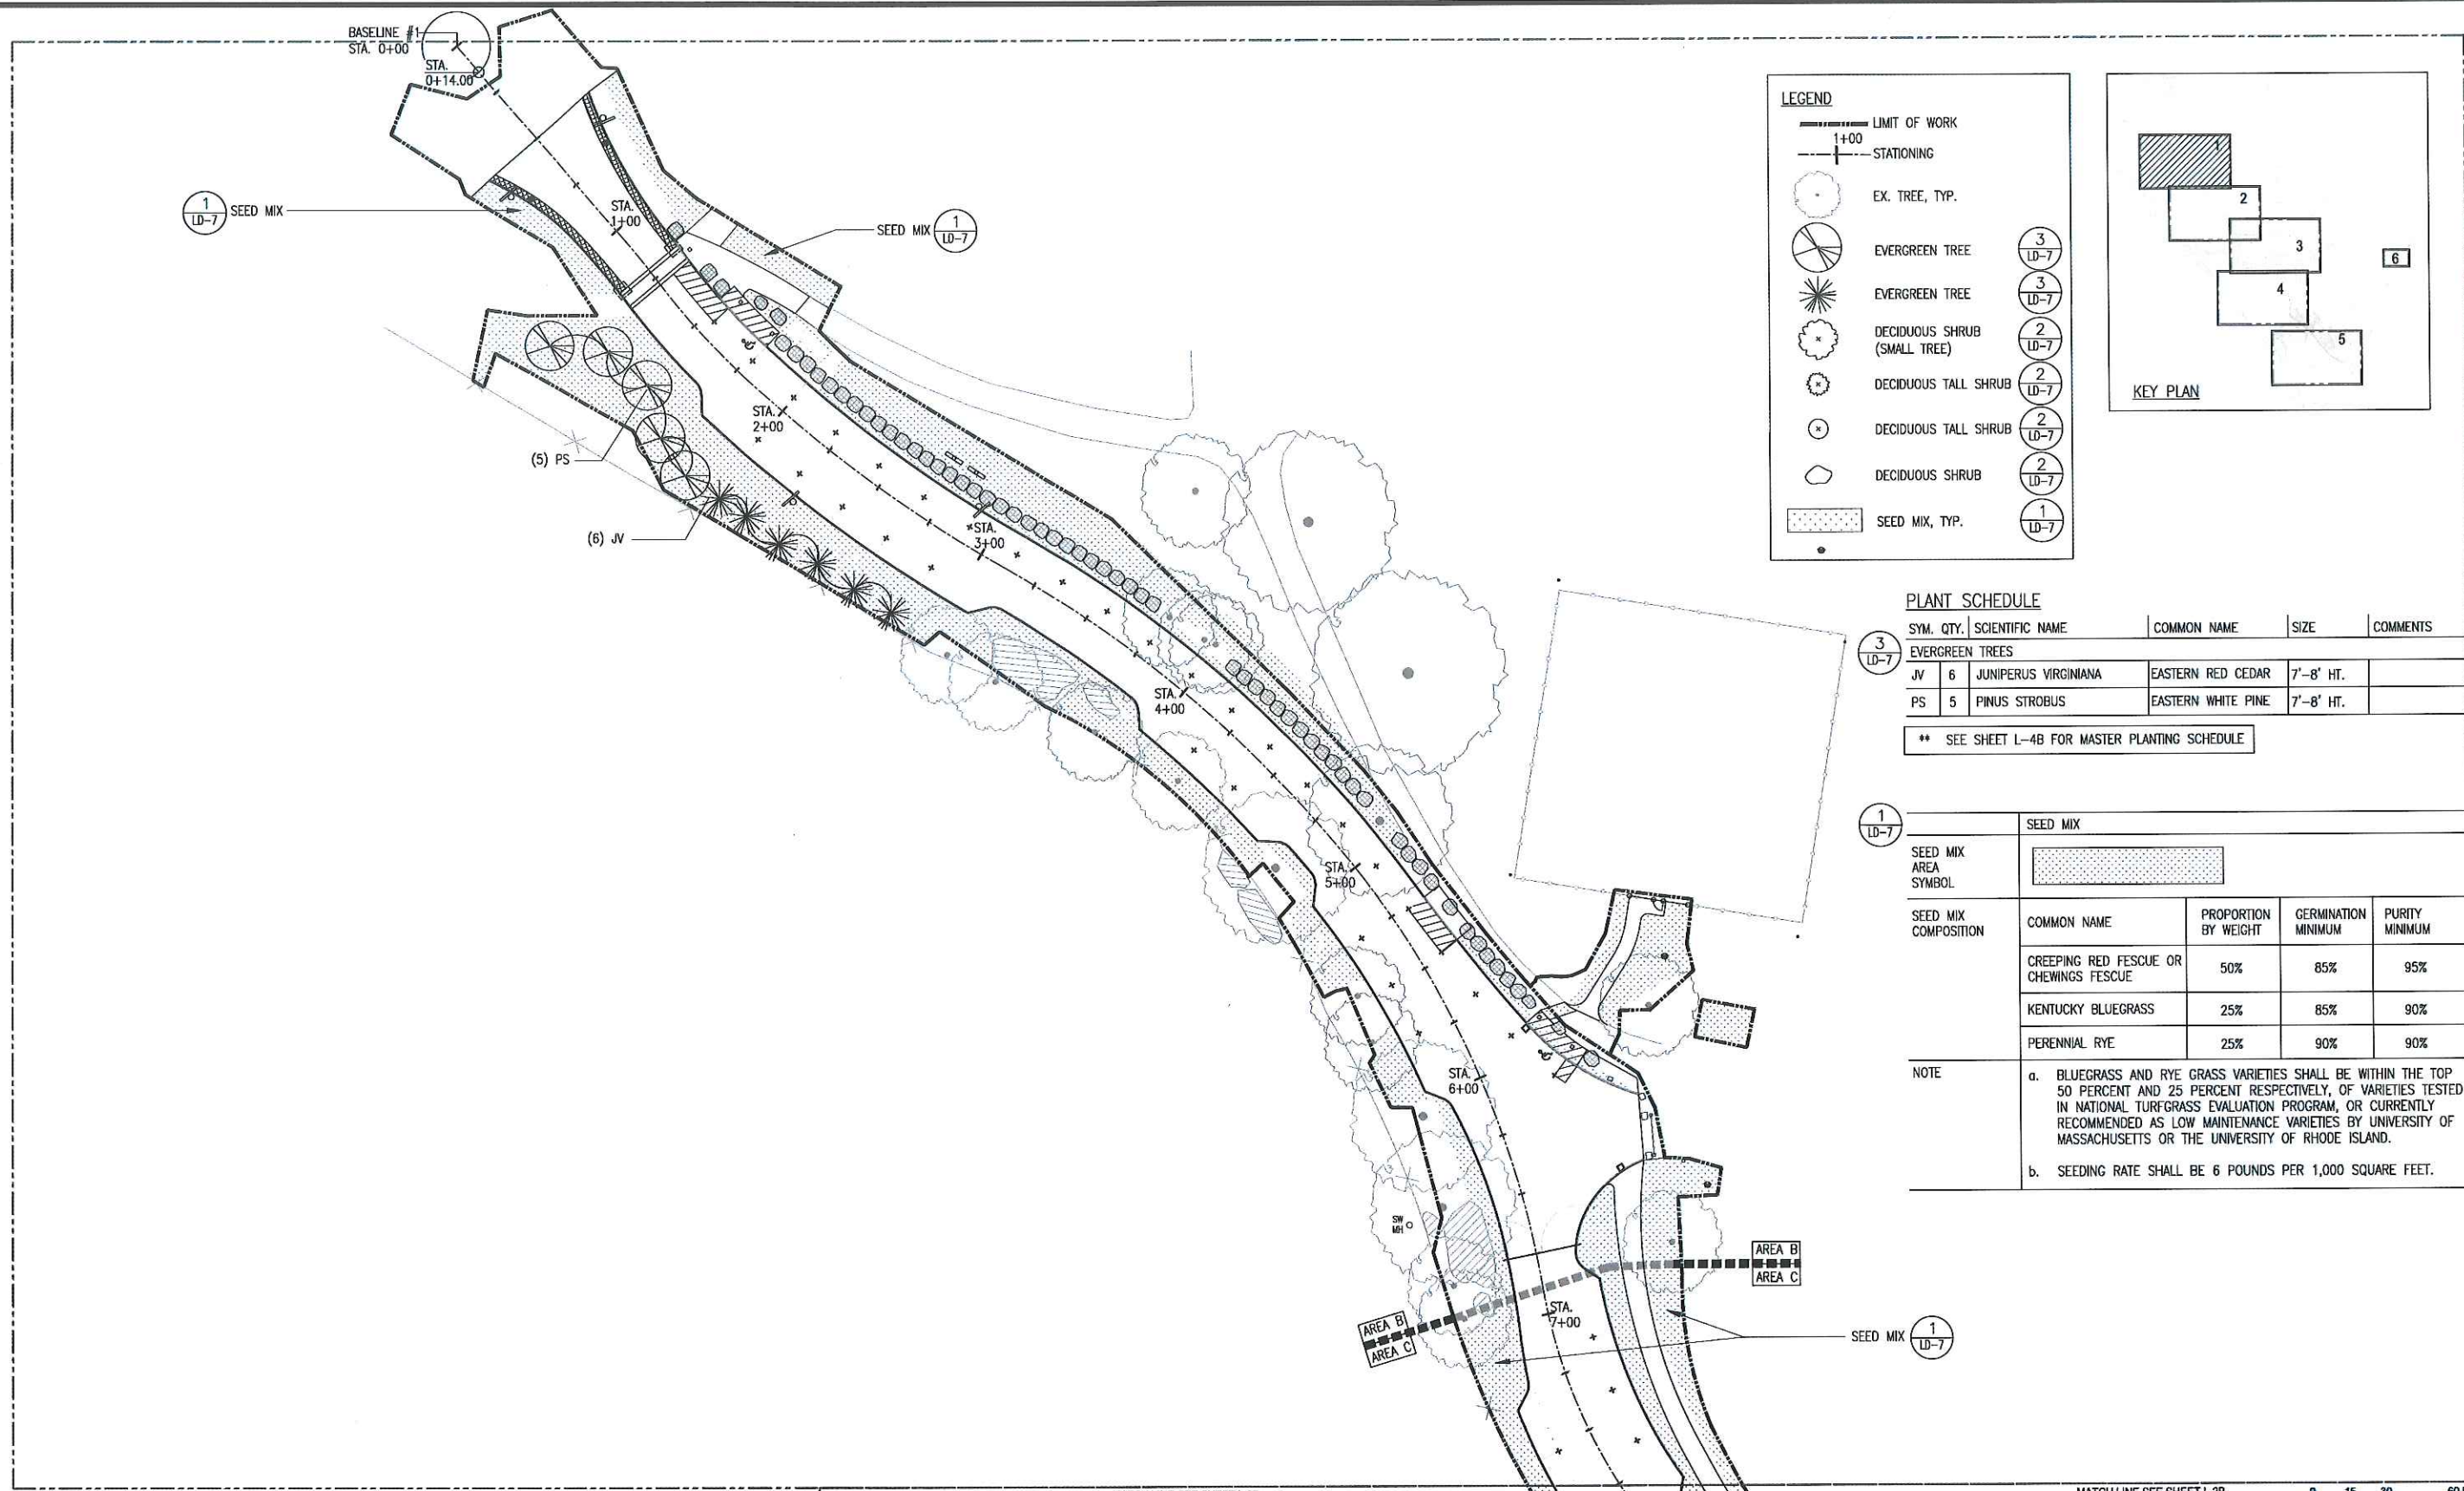 BASELINE #1
STA. 0+00
STA.
0+14.00
1
LD-7
SEED MIX
STA.
1+00
SEED MIX
1
LD-7
STA.
2+00
(5) PS
(6) JV
STA.
3+00
STA.
4+00
STA.
5+00
STA.
6+00
SW
MH
AREA B
AREA C
AREA B
AREA C
STA.
7+00
SEED MIX
1
LD-7
LEGEND
LIMIT OF WORK
1+00
STATIONING
EX. TREE, TYP.
EVERGREEN TREE
3
LD-7
EVERGREEN TREE
3
LD-7
DECIDUOUS SHRUB
(SMALL TREE)
2
LD-7
DECIDUOUS TALL SHRUB
2
LD-7
DECIDUOUS TALL SHRUB
2
LD-7
DECIDUOUS SHRUB
2
LD-7
SEED MIX, TYP.
1
LD-7
1
2
3
4
5
6
KEY PLAN
PLANT SCHEDULE
SYM. QTY. SCIENTIFIC NAME COMMON NAME SIZE COMMENTS
3
LD-7
EVERGREEN TREES
JV 6 JUNIPERUS VIRGINIANA EASTERN RED CEDAR 7'-8' HT.
PS 5 PINUS STROBUS EASTERN WHITE PINE 7'-8' HT.
** SEE SHEET L-4B FOR MASTER PLANTING SCHEDULE
1
LD-7
SEED MIX
SEED MIX
AREA
SYMBOL
SEED MIX
COMPOSITION
COMMON NAME
PROPORTION
BY WEIGHT
GERMINATION
MINIMUM
PURITY
MINIMUM
CREEPING RED FESCUE OR
CHEWINGS FESCUE
50% 85% 95%
KENTUCKY BLUEGRASS 25% 85% 90%
PERENNIAL RYE 25% 90% 90%
NOTE
a. BLUEGRASS AND RYE GRASS VARIETIES SHALL BE WITHIN THE TOP
50 PERCENT AND 25 PERCENT RESPECTIVELY, OF VARIETIES TESTED
IN NATIONAL TURFGRASS EVALUATION PROGRAM, OR CURRENTLY
RECOMMENDED AS LOW MAINTENANCE VARIETIES BY UNIVERSITY OF
MASSACHUSETTS OR THE UNIVERSITY OF RHODE ISLAND.
b. SEEDING RATE SHALL BE 6 POUNDS PER 1,000 SQUARE FEET.